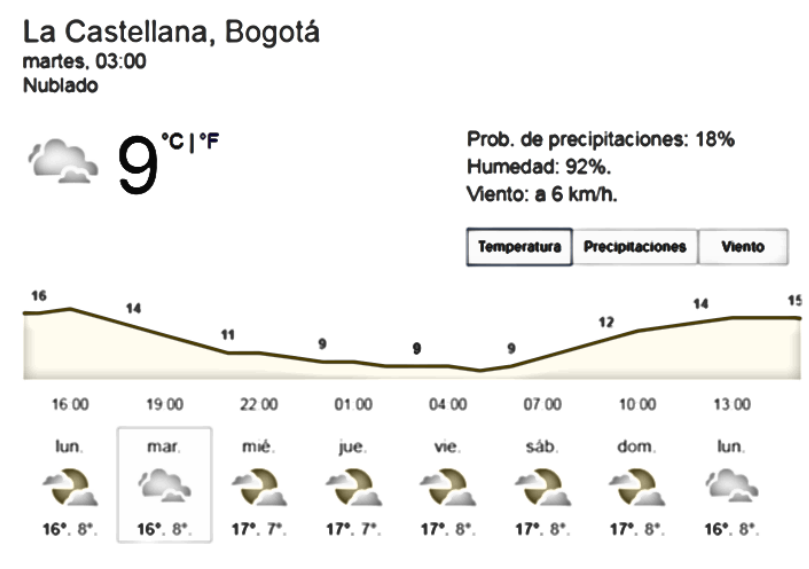 La Castellana, Bogotá
martes, 03:00
Nublado
9 °C | °F
Prob. de precipitaciones: 18%
Humedad: 92%.
Viento: a 6 km/h.
Temperatura Precipitaciones Viento
16 14 11 9 9 9 12 14 15
16 00 19 00 22 00 01 00 04 00 07 00 10 00 13 00
lun. mar. mié. jue. vie. sáb. dom. lun.
16°. 8°. 16°. 8°. 17°. 7°. 17°. 7°. 17°. 8°. 17°. 8°. 17°. 8°. 16°. 8°.